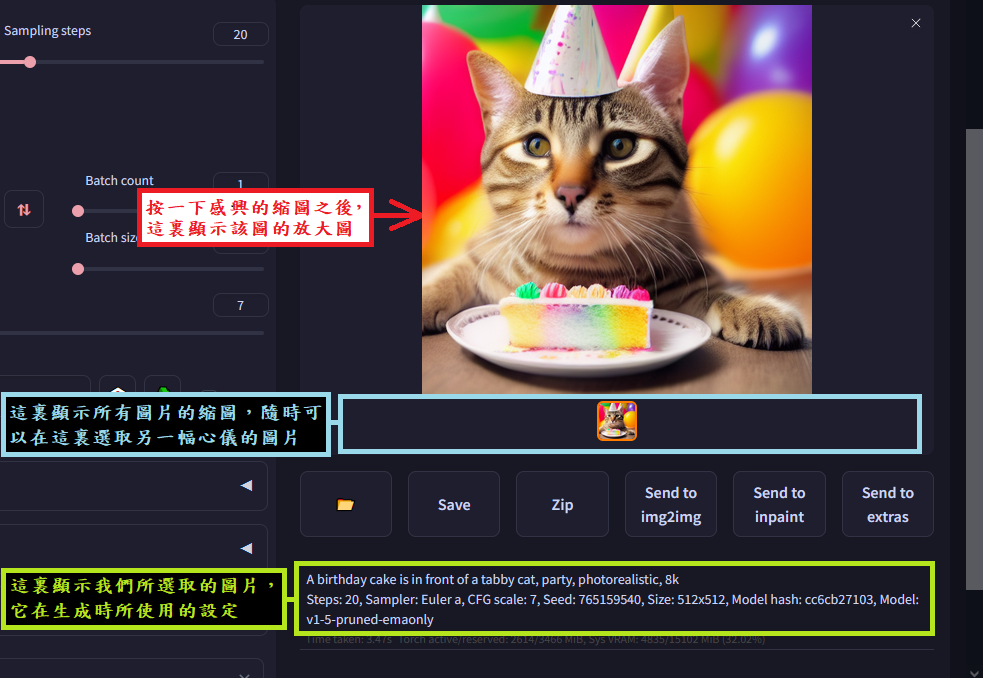 Sampling steps
20
Batch count
1
按一下感興的縮圖之後，
這裏顯示該圖的放大圖
Batch size
7
這裏顯示所有圖片的縮圖，隨時可
以在這裏選取另一幅心儀的圖片
Save
Zip
Send to
img2img
Send to
inpaint
Send to
extras
這裏顯示我們所選取的圖片，
它在生成時所使用的設定
A birthday cake is in front of a tabby cat, party, photorealistic, 8k
Steps: 20, Sampler: Euler a, CFG scale: 7, Seed: 765159540, Size: 512x512, Model hash: cc6cb27103, Model:
v1-5-pruned-emaonly
Time taken: 3.47s Torch active/reserved: 2614/3466 MiB, Sys VRAM: 4835/15102 MiB (32.02%)